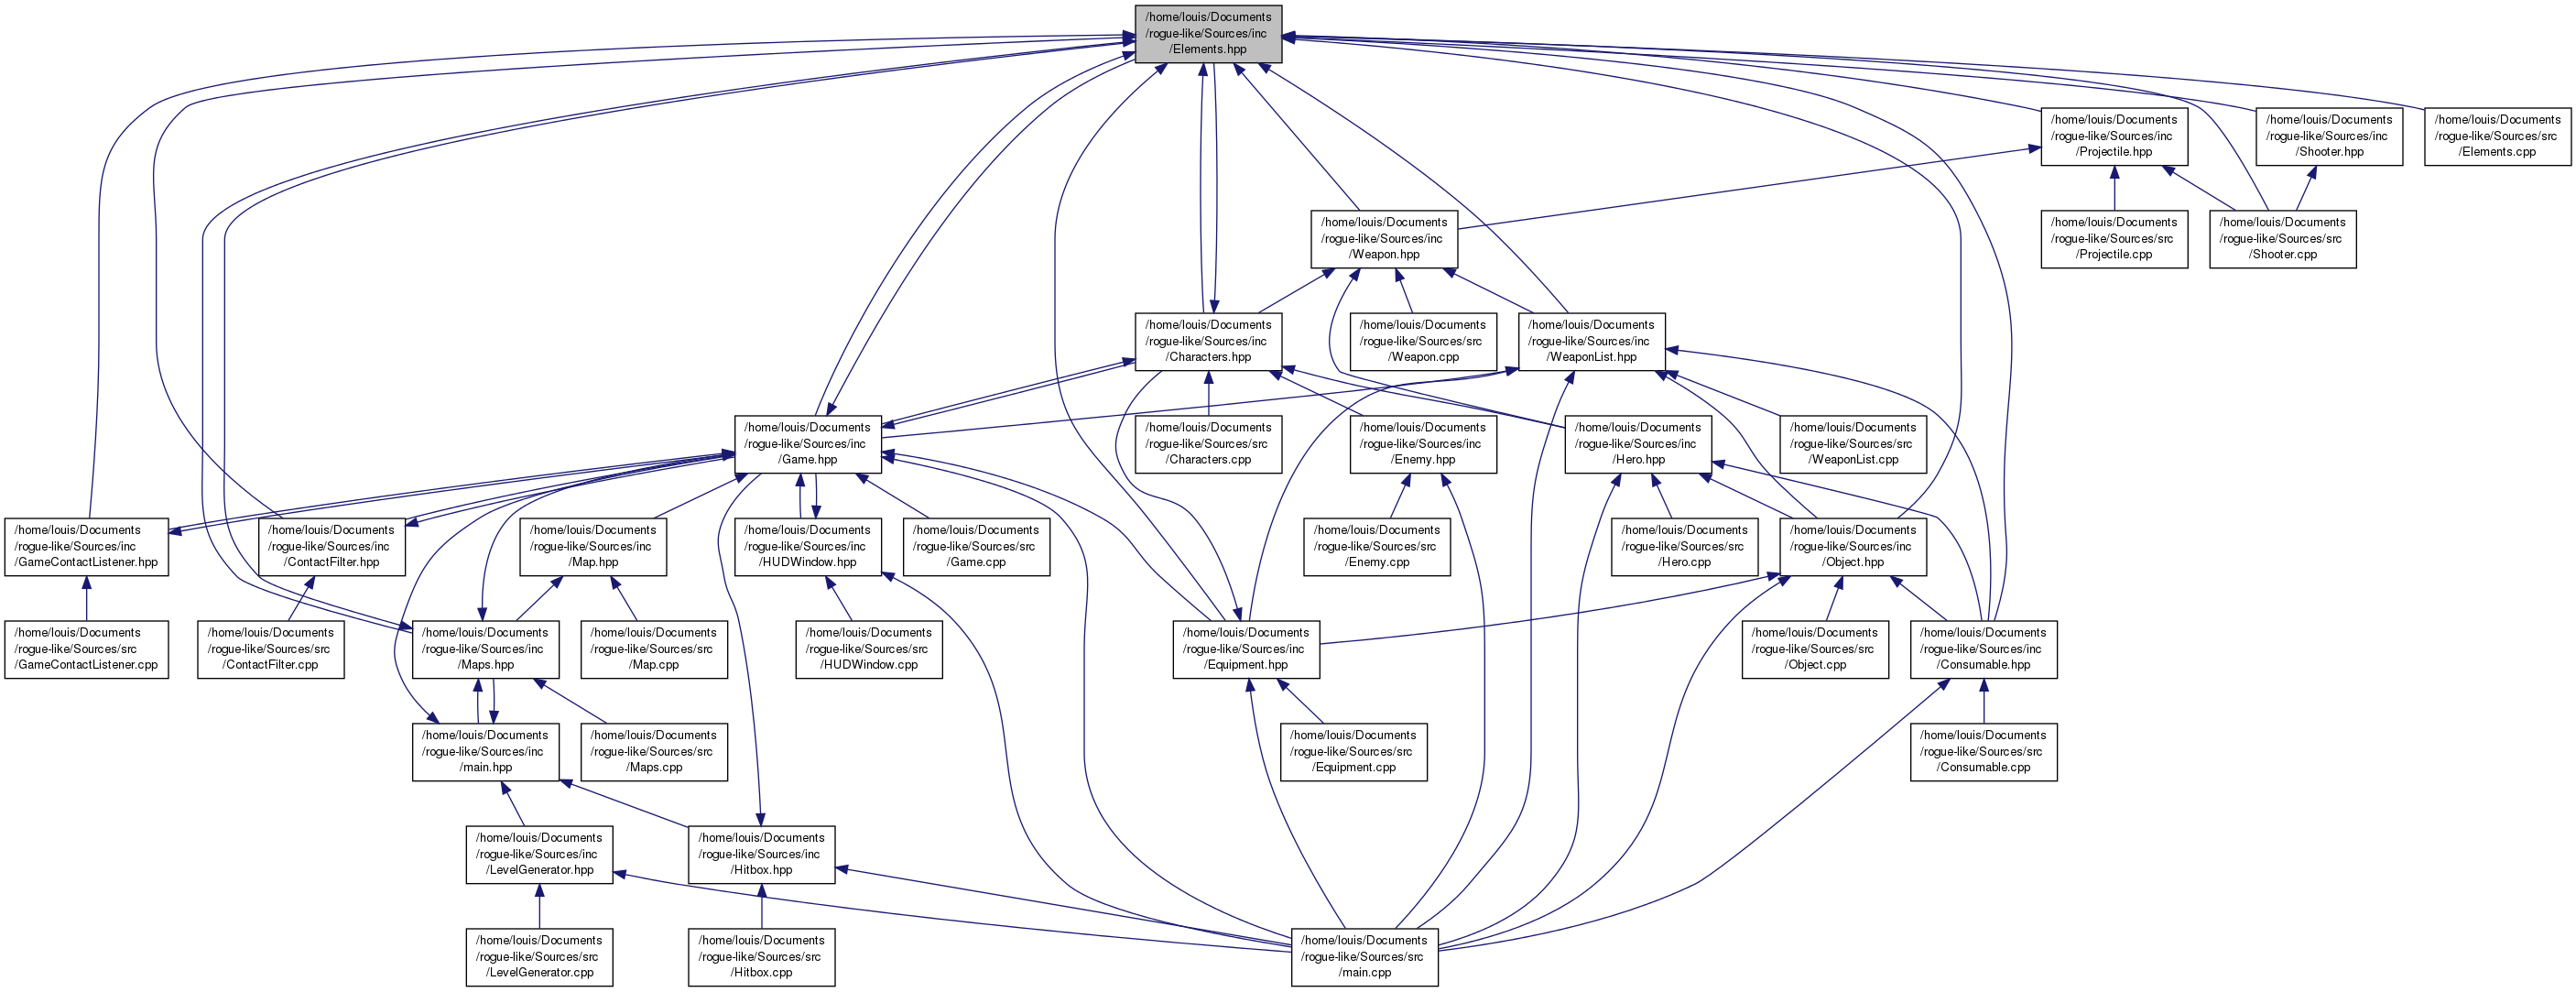 /home/louis/Documents
/rogue-like/Sources/inc
/Elements.hpp
/home/louis/Documents
/rogue-like/Sources/inc
/Projectile.hpp
/home/louis/Documents
/rogue-like/Sources/inc
/Shooter.hpp
/home/louis/Documents
/rogue-like/Sources/src
/Elements.cpp
/home/louis/Documents
/rogue-like/Sources/inc
/Weapon.hpp
/home/louis/Documents
/rogue-like/Sources/src
/Projectile.cpp
/home/louis/Documents
/rogue-like/Sources/src
/Shooter.cpp
/home/louis/Documents
/rogue-like/Sources/inc
/Characters.hpp
/home/louis/Documents
/rogue-like/Sources/src
/Weapon.cpp
/home/louis/Documents
/rogue-like/Sources/inc
/WeaponList.hpp
/home/louis/Documents
/rogue-like/Sources/inc
/Game.hpp
/home/louis/Documents
/rogue-like/Sources/src
/Characters.cpp
/home/louis/Documents
/rogue-like/Sources/inc
/Enemy.hpp
/home/louis/Documents
/rogue-like/Sources/inc
/Hero.hpp
/home/louis/Documents
/rogue-like/Sources/src
/WeaponList.cpp
/home/louis/Documents
/rogue-like/Sources/inc
/GameContactListener.hpp
/home/louis/Documents
/rogue-like/Sources/inc
/ContactFilter.hpp
/home/louis/Documents
/rogue-like/Sources/inc
/Map.hpp
/home/louis/Documents
/rogue-like/Sources/inc
/HUDWindow.hpp
/home/louis/Documents
/rogue-like/Sources/src
/Game.cpp
/home/louis/Documents
/rogue-like/Sources/src
/Enemy.cpp
/home/louis/Documents
/rogue-like/Sources/src
/Hero.cpp
/home/louis/Documents
/rogue-like/Sources/inc
/Object.hpp
/home/louis/Documents
/rogue-like/Sources/src
/GameContactListener.cpp
/home/louis/Documents
/rogue-like/Sources/src
/ContactFilter.cpp
/home/louis/Documents
/rogue-like/Sources/inc
/Maps.hpp
/home/louis/Documents
/rogue-like/Sources/src
/Map.cpp
/home/louis/Documents
/rogue-like/Sources/src
/HUDWindow.cpp
/home/louis/Documents
/rogue-like/Sources/inc
/Equipment.hpp
/home/louis/Documents
/rogue-like/Sources/src
/Object.cpp
/home/louis/Documents
/rogue-like/Sources/inc
/Consumable.hpp
/home/louis/Documents
/rogue-like/Sources/inc
/main.hpp
/home/louis/Documents
/rogue-like/Sources/src
/Maps.cpp
/home/louis/Documents
/rogue-like/Sources/src
/Equipment.cpp
/home/louis/Documents
/rogue-like/Sources/src
/Consumable.cpp
/home/louis/Documents
/rogue-like/Sources/inc
/LevelGenerator.hpp
/home/louis/Documents
/rogue-like/Sources/inc
/Hitbox.hpp
/home/louis/Documents
/rogue-like/Sources/src
/LevelGenerator.cpp
/home/louis/Documents
/rogue-like/Sources/src
/Hitbox.cpp
/home/louis/Documents
/rogue-like/Sources/src
/main.cpp